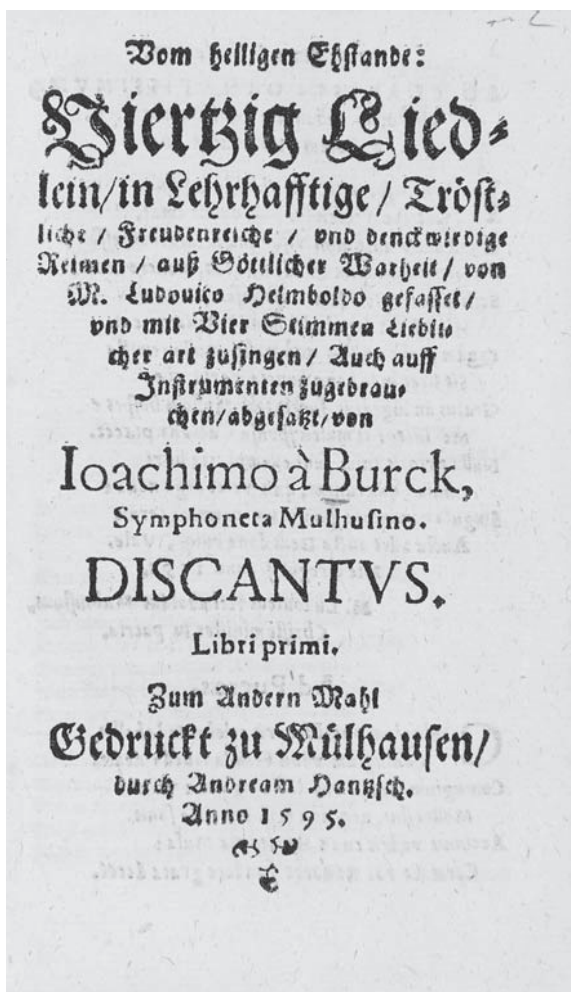 Vom heiligen Ehstande:
Viertzig Lied⸗
lein/in Lehrhafftige/ Tröst⸗
liche / Freudenreiche / vnd denckwirdige
Reimen / auß Göttlicher Warheit / von
M. Ludouico Helmboldo gefasset/
vnd mit Vier Stimmen Liebli⸗
cher art zusingen/ Auch auff
Instrumenten zugebrau⸗
chen/abgesatzt/von
Ioachimo à Burck,
Symphoneta Mulhusino.
DISCANTVS.
Libri primi.
Zum Andern Mahl
Gedruckt zu Mülhausen/
durch Andream Hantzsch.
Anno 1595.